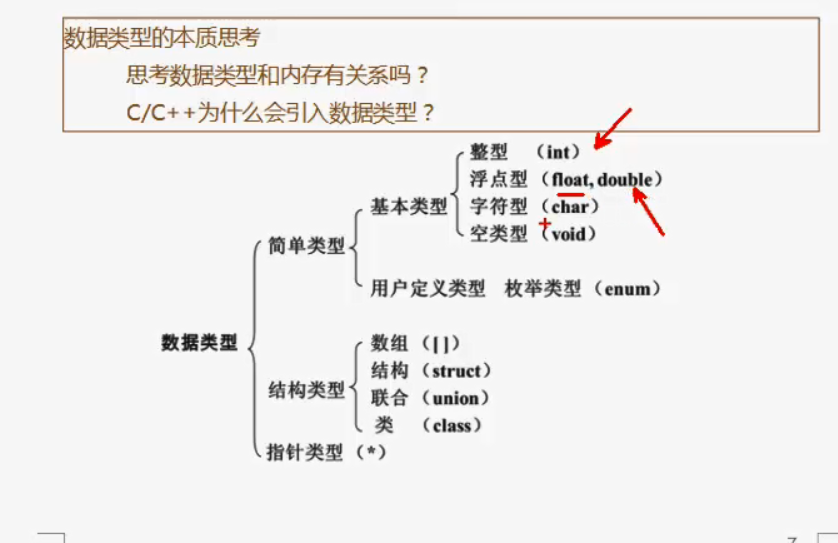 数据类型的本质思考
思考数据类型和内存有关系吗？
C/C++为什么会引入数据类型？
整型 （int）
浮点型（float, double）
基本类型
字符型（char）
空类型（void）
简单类型
用户定义类型 枚举类型（enum）
数据类型
数组（[ ]）
结构（struct）
结构类型
联合（union）
类 （class）
指针类型（*）
7